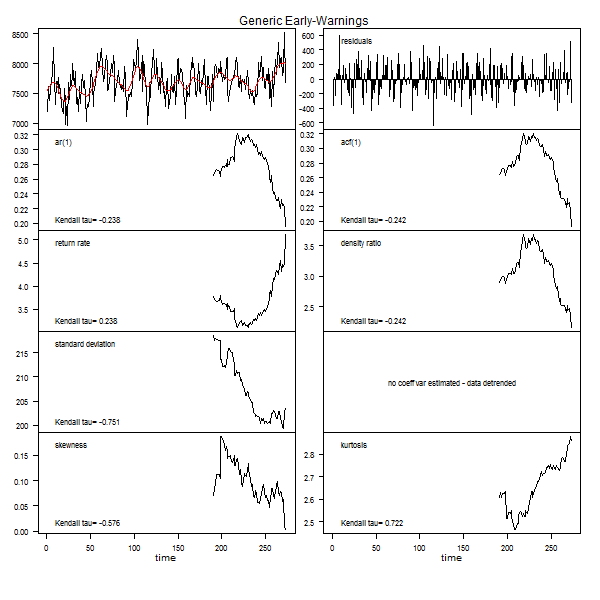 Generic Early-Warnings
8500
8000
7500
7000
residuals
600
400
200
0
-200
-400
-600
ar(1)
0.32
0.30
0.28
0.26
0.24
0.22
0.20
Kendall tau= -0.238
acf(1)
0.32
0.30
0.28
0.26
0.24
0.22
0.20
Kendall tau= -0.242
return rate
5.0
4.5
4.0
3.5
Kendall tau= 0.238
density ratio
3.5
3.0
2.5
Kendall tau= -0.242
standard deviation
215
210
205
200
Kendall tau= -0.751
no coeff var estimated - data detrended
skewness
0.15
0.10
0.05
0.00
Kendall tau= -0.576
0 50 100 150 200 250
time
kurtosis
2.8
2.7
2.6
2.5
Kendall tau= 0.722
0 50 100 150 200 250
time